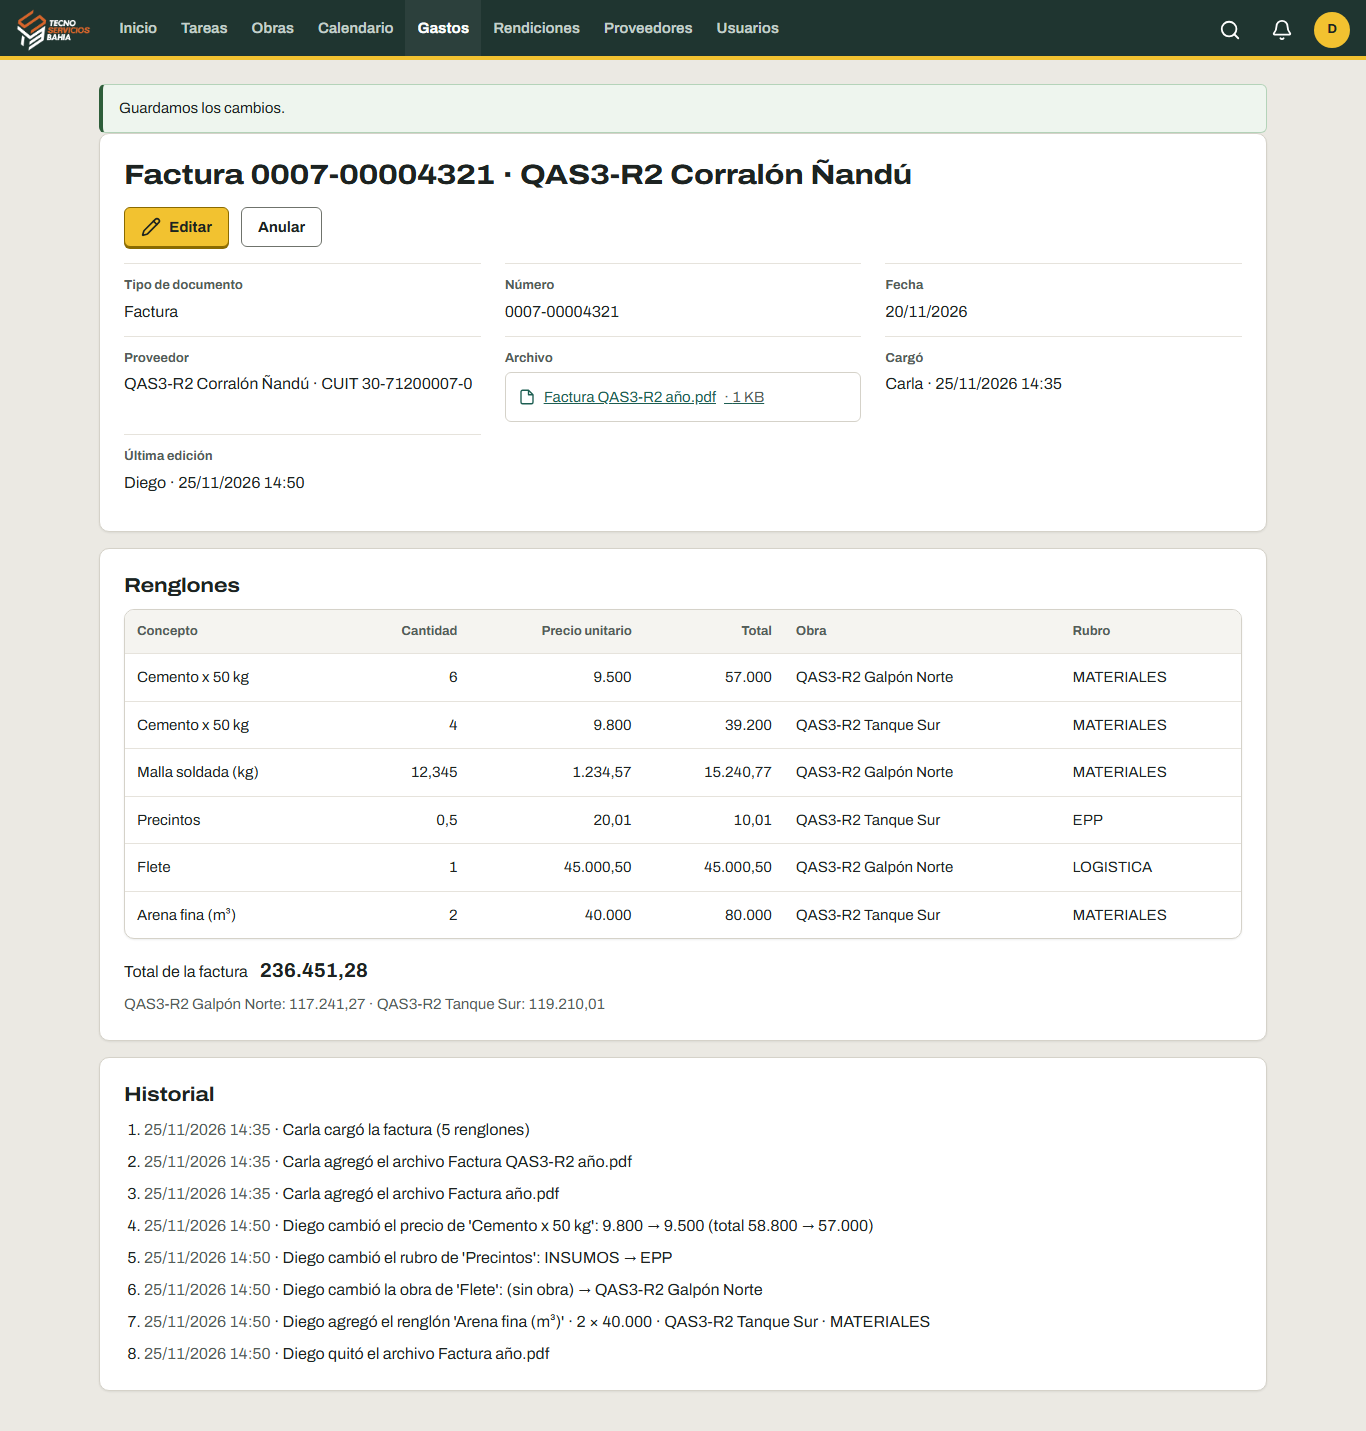 TECNO
SERVICIOS
BAHIA
Inicio
Tareas
Obras
Calendario
Gastos
Rendiciones
Proveedores
Usuarios
D
Guardamos los cambios.
Factura 0007-00004321 · QAS3-R2 Corralón Ñandú
Editar
Anular
Tipo de documento
Factura
Número
0007-00004321
Fecha
20/11/2026
Proveedor
QAS3-R2 Corralón Ñandú · CUIT 30-71200007-0
Archivo
Factura QAS3-R2 año.pdf · 1 KB
Cargó
Carla · 25/11/2026 14:35
Última edición
Diego · 25/11/2026 14:50
Renglones
Concepto Cantidad Precio unitario Total Obra Rubro
Cemento x 50 kg 6 9.500 57.000 QAS3-R2 Galpón Norte MATERIALES
Cemento x 50 kg 4 9.800 39.200 QAS3-R2 Tanque Sur MATERIALES
Malla soldada (kg) 12,345 1.234,57 15.240,77 QAS3-R2 Galpón Norte MATERIALES
Precintos 0,5 20,01 10,01 QAS3-R2 Tanque Sur EPP
Flete 1 45.000,50 45.000,50 QAS3-R2 Galpón Norte LOGISTICA
Arena fina (m³) 2 40.000 80.000 QAS3-R2 Tanque Sur MATERIALES
Total de la factura 236.451,28
QAS3-R2 Galpón Norte: 117.241,27 · QAS3-R2 Tanque Sur: 119.210,01
Historial
1. 25/11/2026 14:35 · Carla cargó la factura (5 renglones)
2. 25/11/2026 14:35 · Carla agregó el archivo Factura QAS3-R2 año.pdf
3. 25/11/2026 14:35 · Carla agregó el archivo Factura año.pdf
4. 25/11/2026 14:50 · Diego cambió el precio de 'Cemento x 50 kg': 9.800 → 9.500 (total 58.800 → 57.000)
5. 25/11/2026 14:50 · Diego cambió el rubro de 'Precintos': INSUMOS → EPP
6. 25/11/2026 14:50 · Diego cambió la obra de 'Flete': (sin obra) → QAS3-R2 Galpón Norte
7. 25/11/2026 14:50 · Diego agregó el renglón 'Arena fina (m³)' · 2 × 40.000 · QAS3-R2 Tanque Sur · MATERIALES
8. 25/11/2026 14:50 · Diego quitó el archivo Factura año.pdf